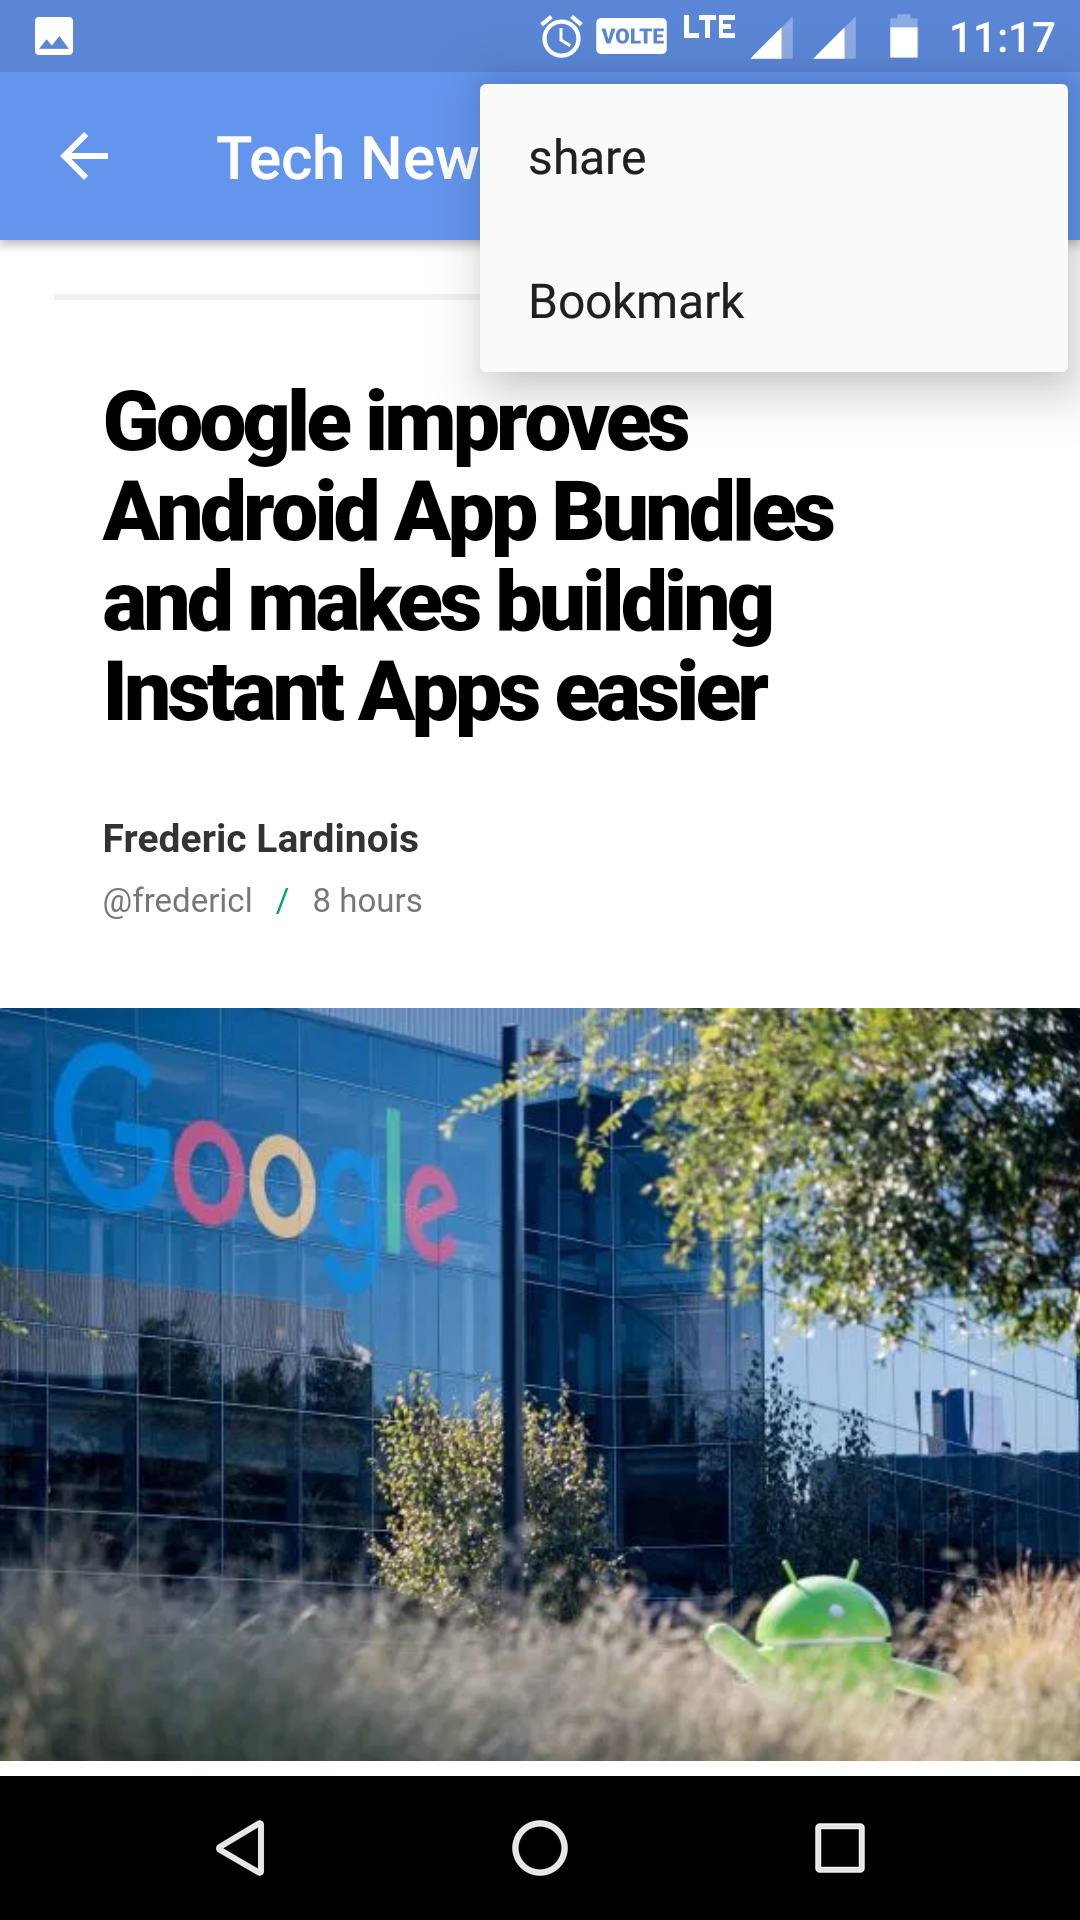 VOLTE LTE 11:17
Tech New
share
Bookmark
Google improves
Android App Bundles
and makes building
Instant Apps easier
Frederic Lardinois
@fredericl / 8 hours
Google